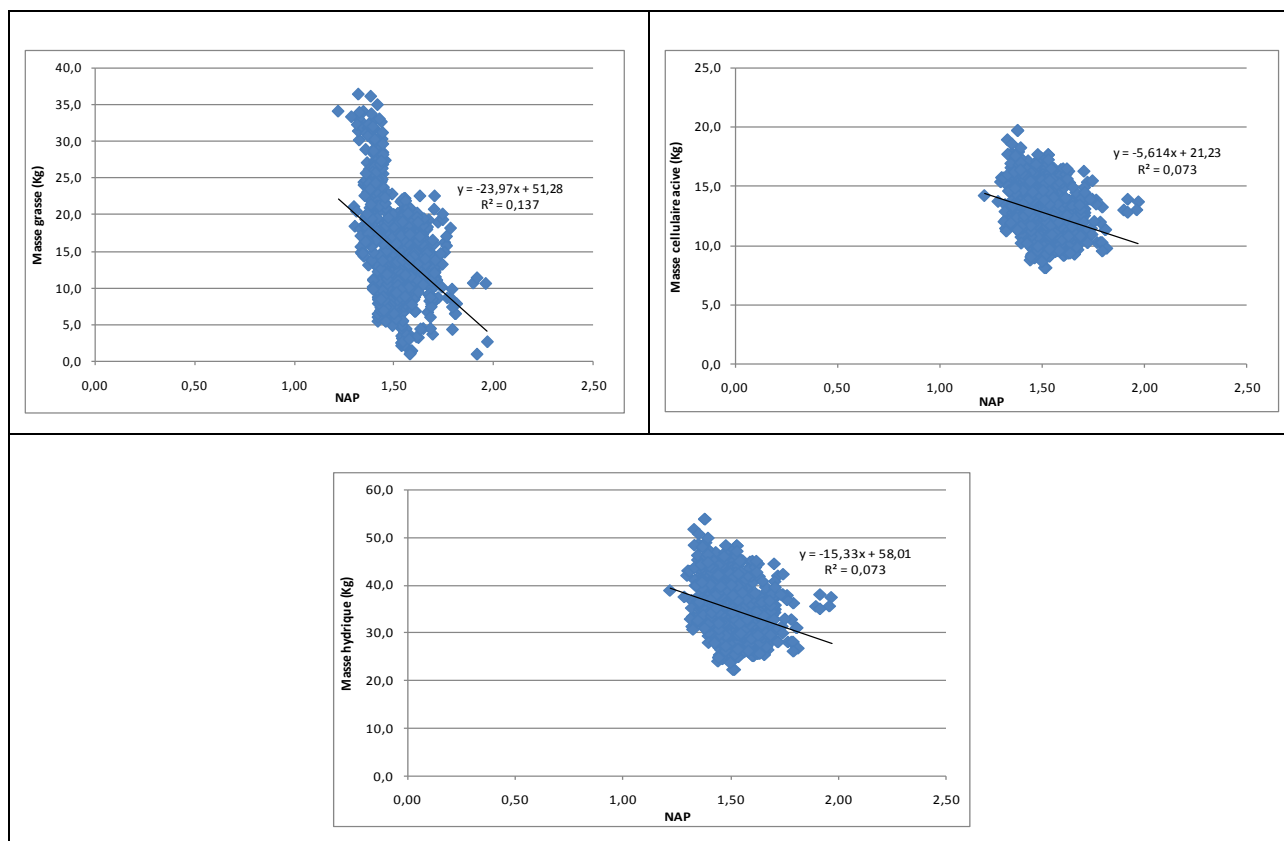 40,0
35,0
30,0
25,0
20,0
15,0
10,0
5,0
0,0
Masse grasse (Kg)
y = -23,97x + 51,28
R² = 0,137
0,00 0,50 1,00 1,50 2,00 2,50
NAP
25,0
20,0
15,0
10,0
5,0
0,0
Masse cellulaire acive (Kg)
y = -5,614x + 21,23
R² = 0,073
0,00 0,50 1,00 1,50 2,00 2,50
NAP
60,0
50,0
40,0
30,0
20,0
10,0
0,0
Masse hydrique (Kg)
y = -15,33x + 58,01
R² = 0,073
0,00 0,50 1,00 1,50 2,00 2,50
NAP